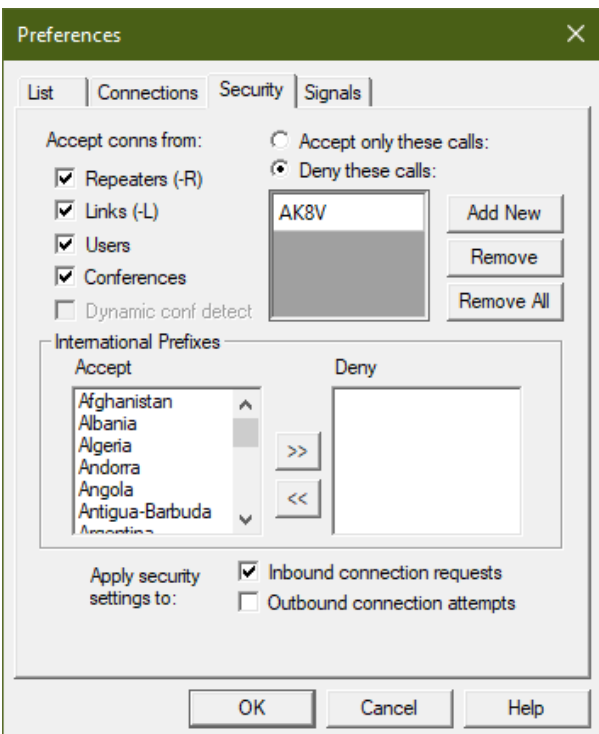 Preferences
List Connections Security Signals
Accept conns from:
Repeaters (-R)
Links (-L)
Users
Conferences
Dynamic conf detect
Accept only these calls:
Deny these calls:
AK8V
Add New
Remove
Remove All
International Prefixes
Accept
Afghanistan
Albania
Algeria
Andorra
Angola
Antigua-Barbuda
Argentina
>>
<<
Deny
Apply security
settings to:
Inbound connection requests
Outbound connection attempts
OK Cancel Help